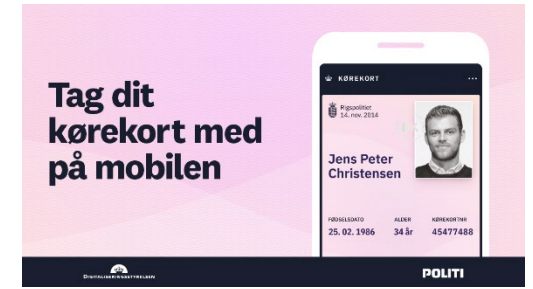 Tag dit
kørekort med
på mobilen
KØREKORT
Rigspolitiet
14. nov. 2014
Jens Peter
Christensen
FØDSELSDATO ALDER KØREKORTNR
25. 02. 1986 34 år 45477488
DIGITALISERINGSSTYRELSEN
POLITI